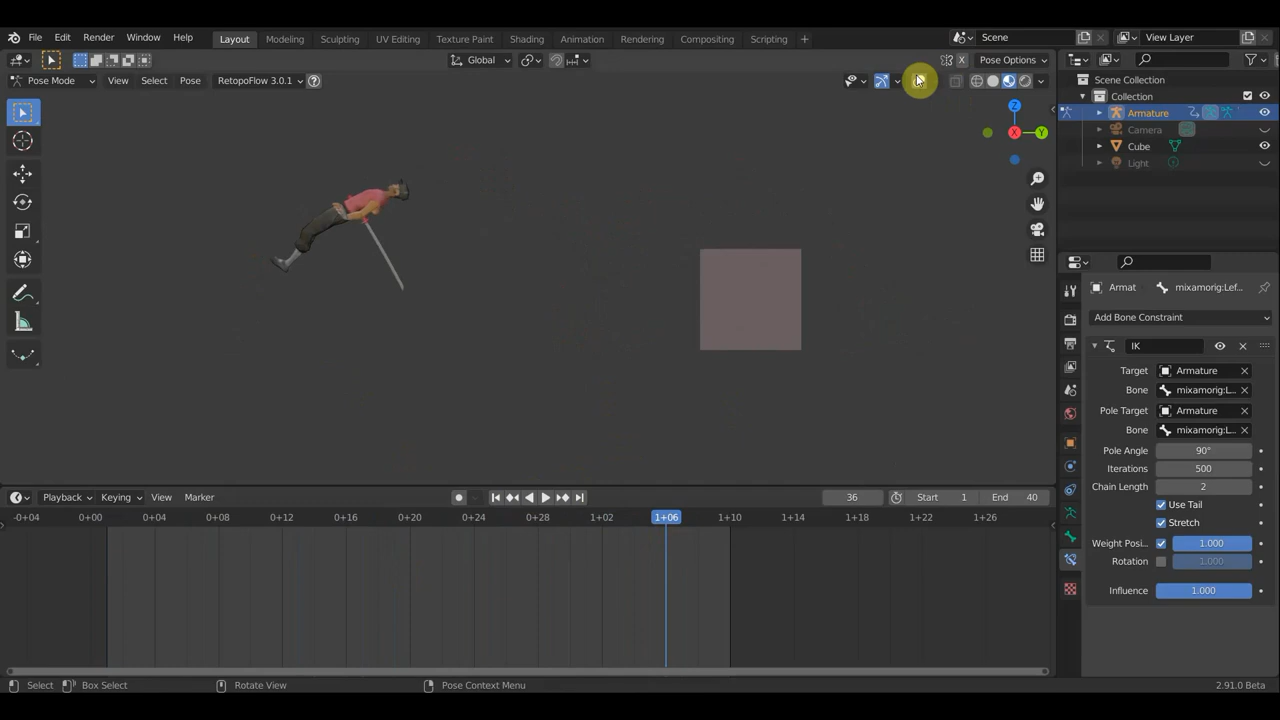 File Edit Render Window Help Layout Modeling Sculpting UV Editing Texture Paint Shading Animation Rendering Compositing Scripting + Scene View Layer
Global X Pose Options
Pose Mode View Select Pose RetopoFlow 3.0.1 ?
Scene Collection
Collection
Armature
Camera
Cube
Light
Z
X Y
Armat mixamorig:Lef...
Add Bone Constraint
IK
Target Armature
Bone mixamorig:L...
Pole Target Armature
Bone mixamorig:L...
Pole Angle 90°
Iterations 500
Chain Length 2
Use Tail
Stretch
Weight Posi... 1.000
Rotation 1.000
Influence 1.000
Playback Keying View Marker 36 Start 1 End 40
-0+04 0+00 0+04 0+08 0+12 0+16 0+20 0+24 0+28 1+02 1+06 1+10 1+14 1+18 1+22 1+26
Select Box Select Rotate View Pose Context Menu 2.91.0 Beta